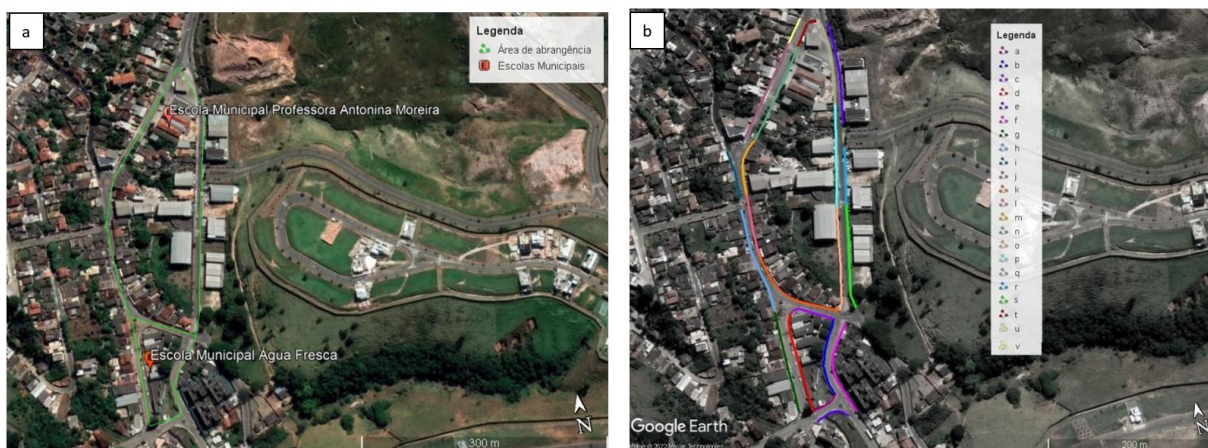 a
Legenda
Área de abrangência
E Escolas Municipais
Escola Municipal Professora Antonina Moreira
Escola Municipal Água Fresca
N
300 m
b
Legenda
a
b
c
d
e
f
g
h
i
j
k
l
m
n
o
p
q
r
s
t
u
v
Google Earth
N
200 m